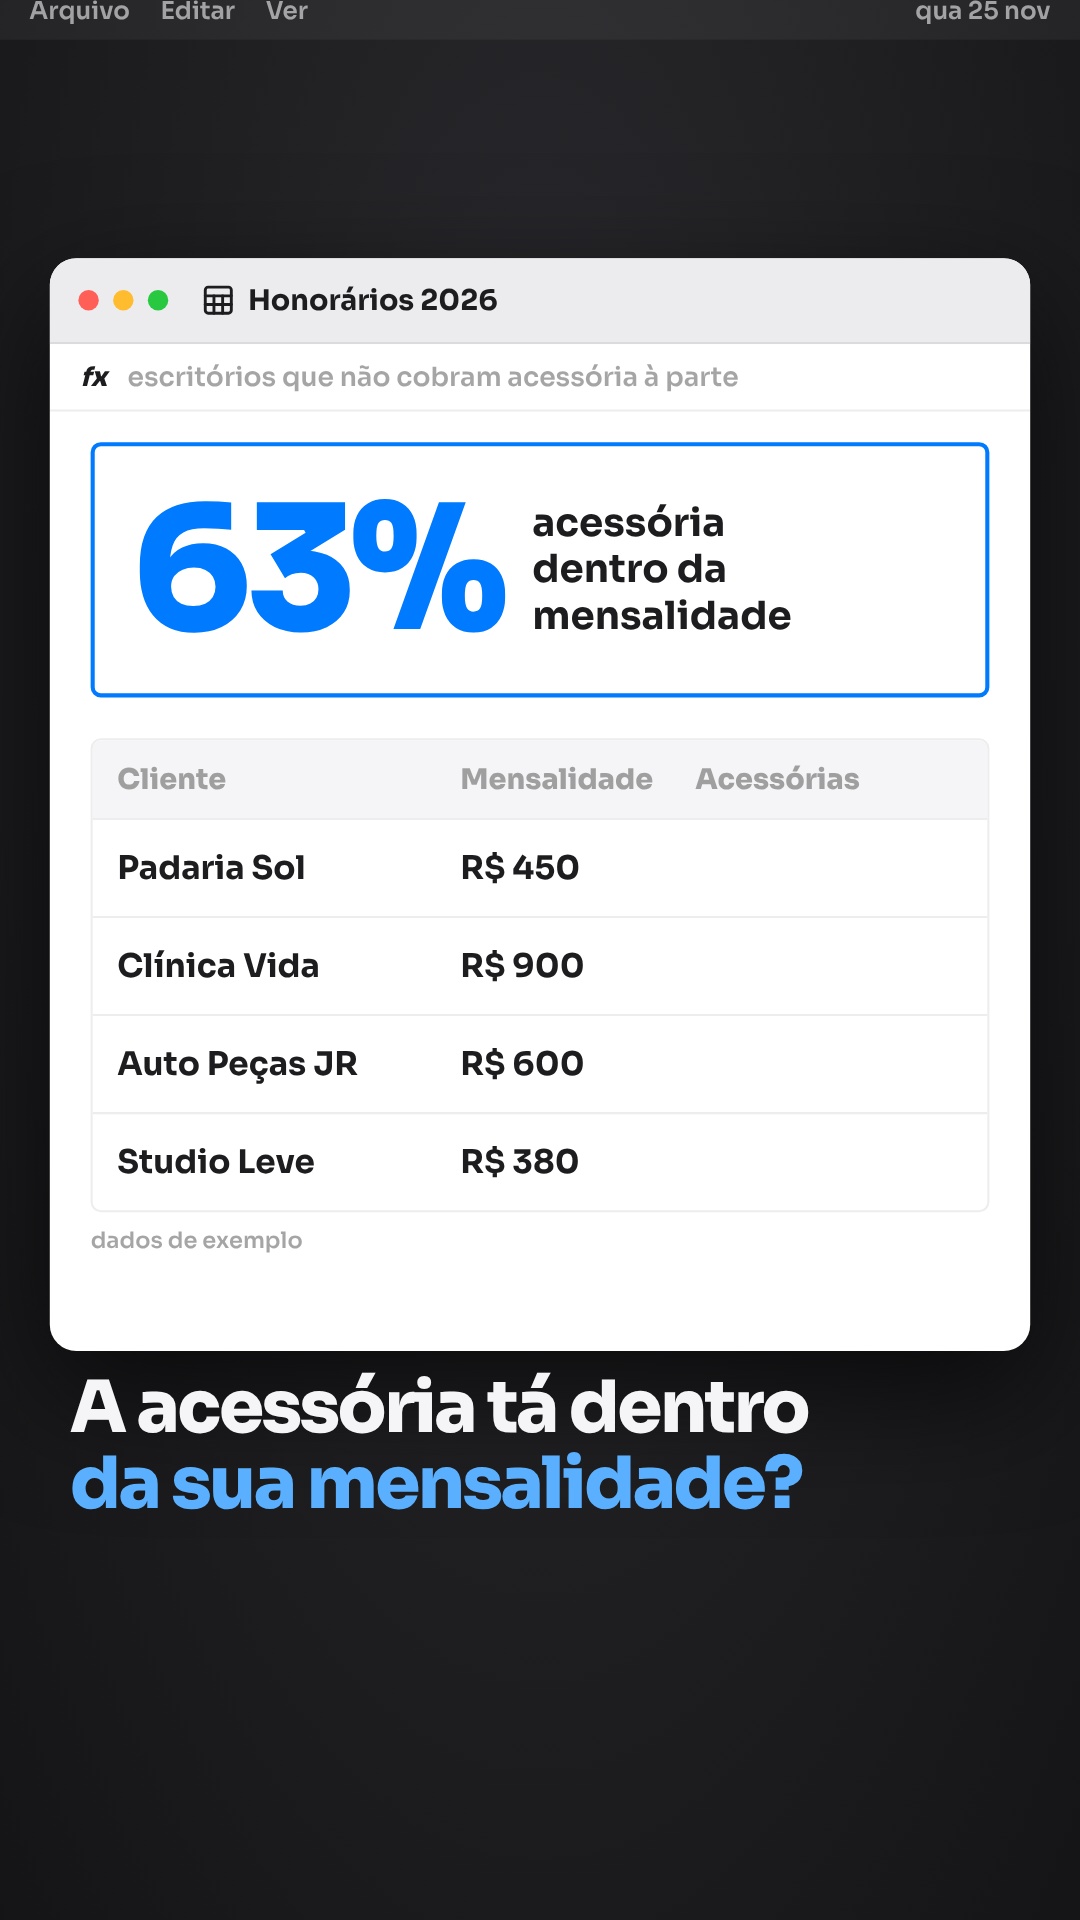 Arquivo Editar Ver qua 25 nov
Honorários 2026
fx escritórios que não cobram acessória à parte
63%
acessória
dentro da
mensalidade
Cliente Mensalidade Acessórias
Padaria Sol R$ 450
Clínica Vida R$ 900
Auto Peças JR R$ 600
Studio Leve R$ 380
dados de exemplo
A acessória tá dentro
da sua mensalidade?